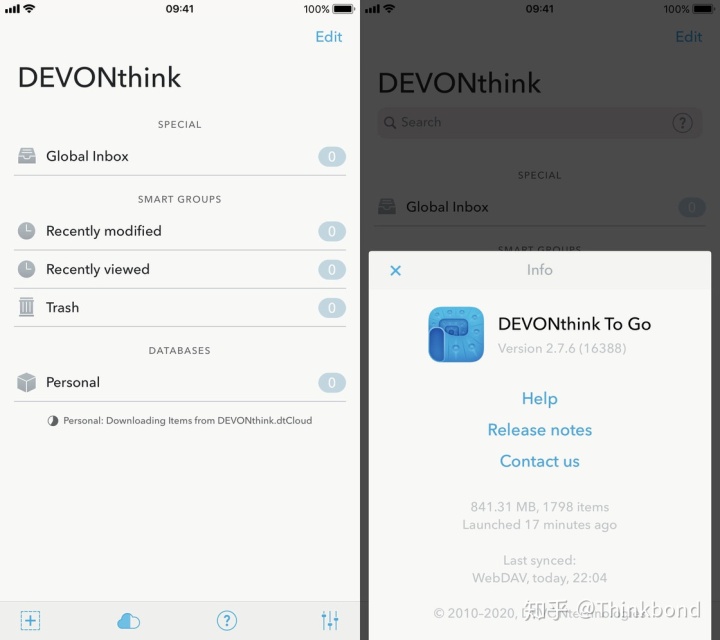 09:41
100%
Edit
DEVONthink
SPECIAL
Global Inbox
0
SMART GROUPS
Recently modified
0
Recently viewed
0
Trash
0
DATABASES
Personal
0
Personal: Downloading Items from DEVONthink.dtCloud
?
09:41
100%
Edit
DEVONthink
Search
?
SPECIAL
Global Inbox
0
SMART GROUPS
Info
DEVONthink To Go
Version 2.7.6 (16388)
Help
Release notes
Contact us
841.31 MB, 1798 items
Launched 17 minutes ago
Last synced:
WebDAV, today, 22:04
© 2010–2020,
知乎 @Thinkbond